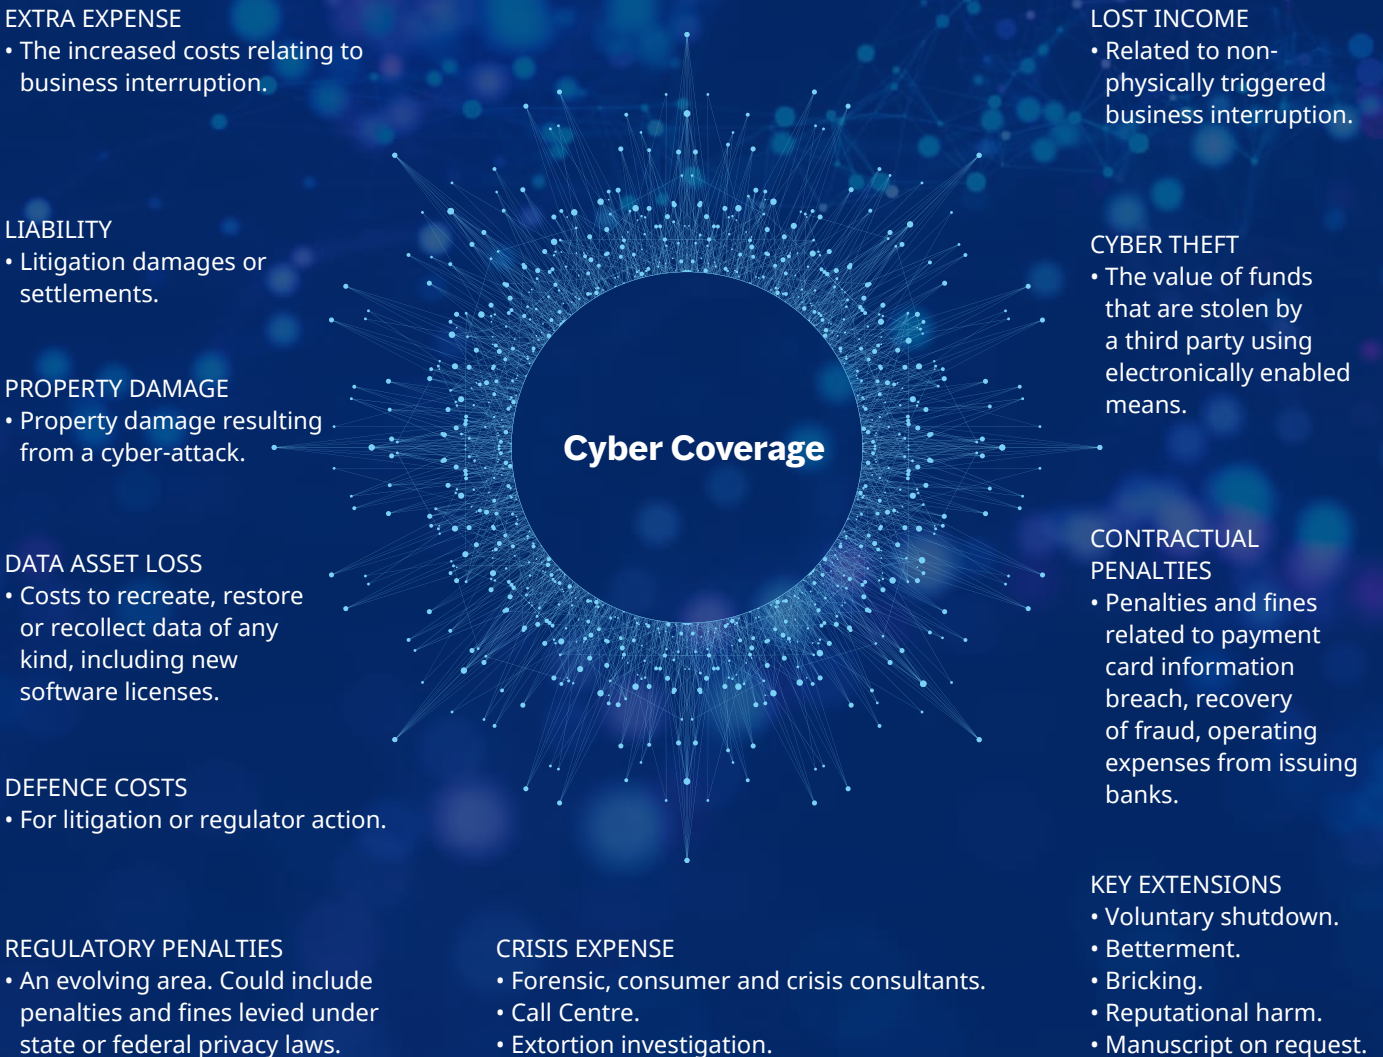 EXTRA EXPENSE
• The increased costs relating to
business interruption.
LIABILITY
• Litigation damages or
settlements.
PROPERTY DAMAGE
• Property damage resulting
from a cyber-attack.
DATA ASSET LOSS
• Costs to recreate, restore
or recollect data of any
kind, including new
software licenses.
DEFENCE COSTS
• For litigation or regulator action.
REGULATORY PENALTIES
• An evolving area. Could include
penalties and fines levied under
state or federal privacy laws.
Cyber Coverage
CRISIS EXPENSE
• Forensic, consumer and crisis consultants.
• Call Centre.
• Extortion investigation.
LOST INCOME
• Related to non-
physically triggered
business interruption.
CYBER THEFT
• The value of funds
that are stolen by
a third party using
electronically enabled
means.
CONTRACTUAL
PENALTIES
• Penalties and fines
related to payment
card information
breach, recovery
of fraud, operating
expenses from issuing
banks.
KEY EXTENSIONS
• Voluntary shutdown.
• Betterment.
• Bricking.
• Reputational harm.
• Manuscript on request.